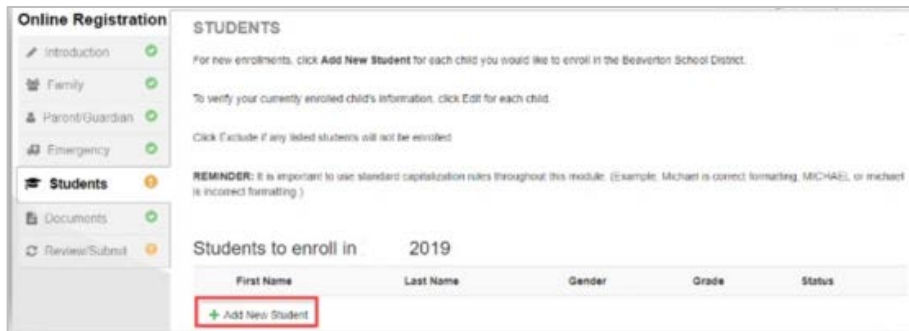 Online Registration
Introduction
Family
Parent/Guardian
Emergency
Students
Documents
Review/Submit
STUDENTS
For new enrollments, click Add New Student for each child you would like to enroll in the Beaverton School District.
To verify your currently enrolled child's information, click Edit for each child.
Click Exclude if any listed students will not be enrolled.
REMINDER: It is important to use standard capitalization rules throughout this module. (Example: Michael is correct formatting, MICHAEL or michael
is incorrect formatting.)
Students to enroll in 2019
First Name Last Name Gender Grade Status
+ Add New Student